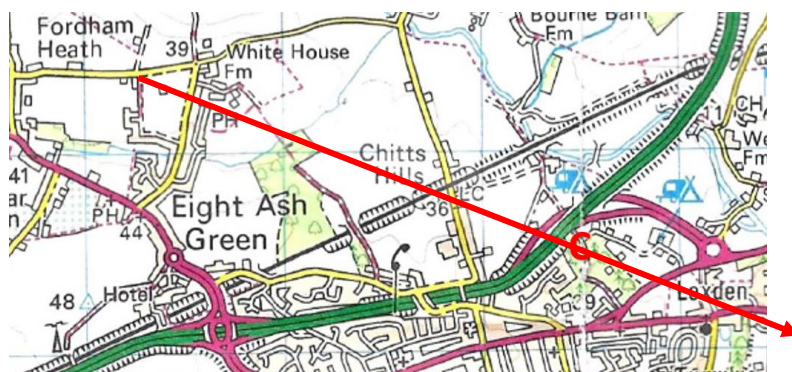 Fordham
Heath
39
White House
Fm
PH
Bourne Barn
Fm
Chitts
Hills
C
36
41
PH
44
Eight Ash
Green
Hotel
48
C
39
Lexden
Fm